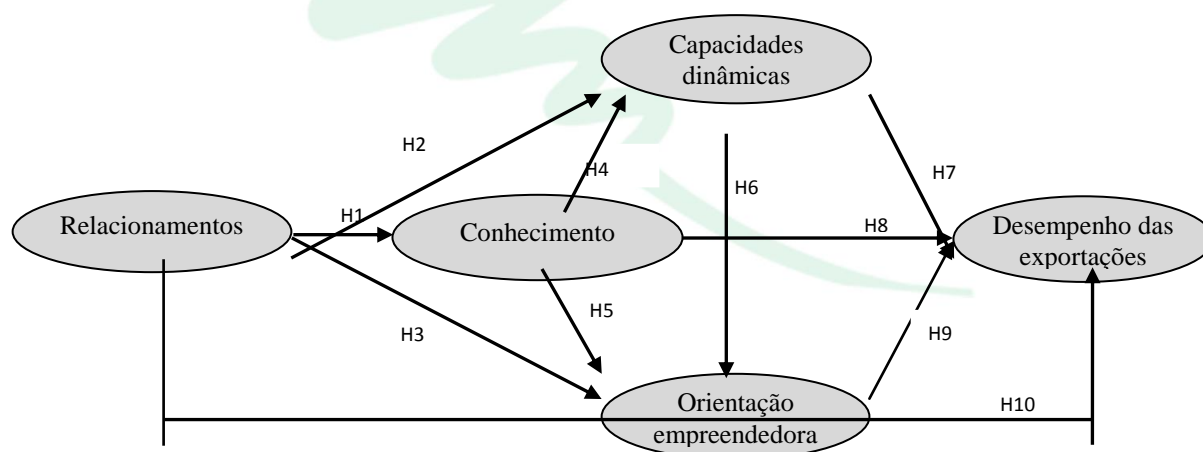 Capacidades
dinâmicas
H2
H4
H6
H7
Relacionamentos
H1
Conhecimento
H8
Desempenho das
exportações
H3
H5
H9
Orientação
empreendedora
H10